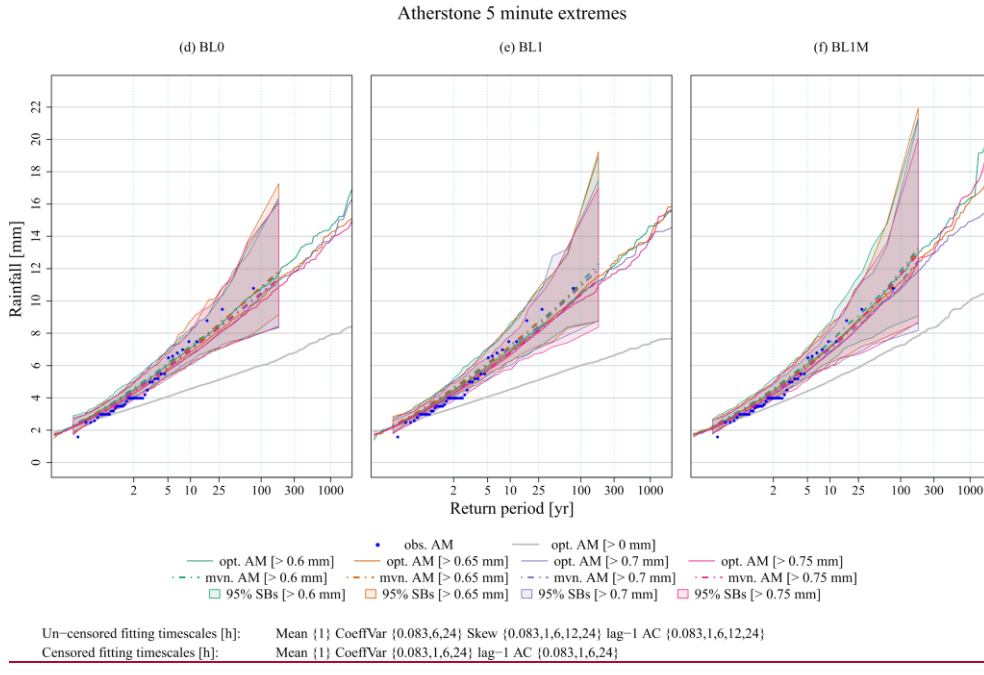 Atherstone 5 minute extremes
(d) BL0 (e) BL1 (f) BL1M
Rainfall [mm]
22
20
18
16
14
12
10
8
6
4
2
0
2 5 10 25 100 300 1000 2 5 10 25 100 300 1000 2 5 10 25 100 300 1000
Return period [yr]
obs. AM opt. AM [> 0 mm]
opt. AM [> 0.6 mm] opt. AM [> 0.65 mm] opt. AM [> 0.7 mm] opt. AM [> 0.75 mm]
mvn. AM [> 0.6 mm] mvn. AM [> 0.65 mm] mvn. AM [> 0.7 mm] mvn. AM [> 0.75 mm]
95% SBs [> 0.6 mm] 95% SBs [> 0.65 mm] 95% SBs [> 0.7 mm] 95% SBs [> 0.75 mm]
Un−censored fitting timescales [h]: Mean {1} CoeffVar {0.083,6,24} Skew {0.083,1,6,12,24} lag−1 AC {0.083,1,6,12,24}
Censored fitting timescales [h]: Mean {1} CoeffVar {0.083,1,6,24} lag−1 AC {0.083,1,6,24}